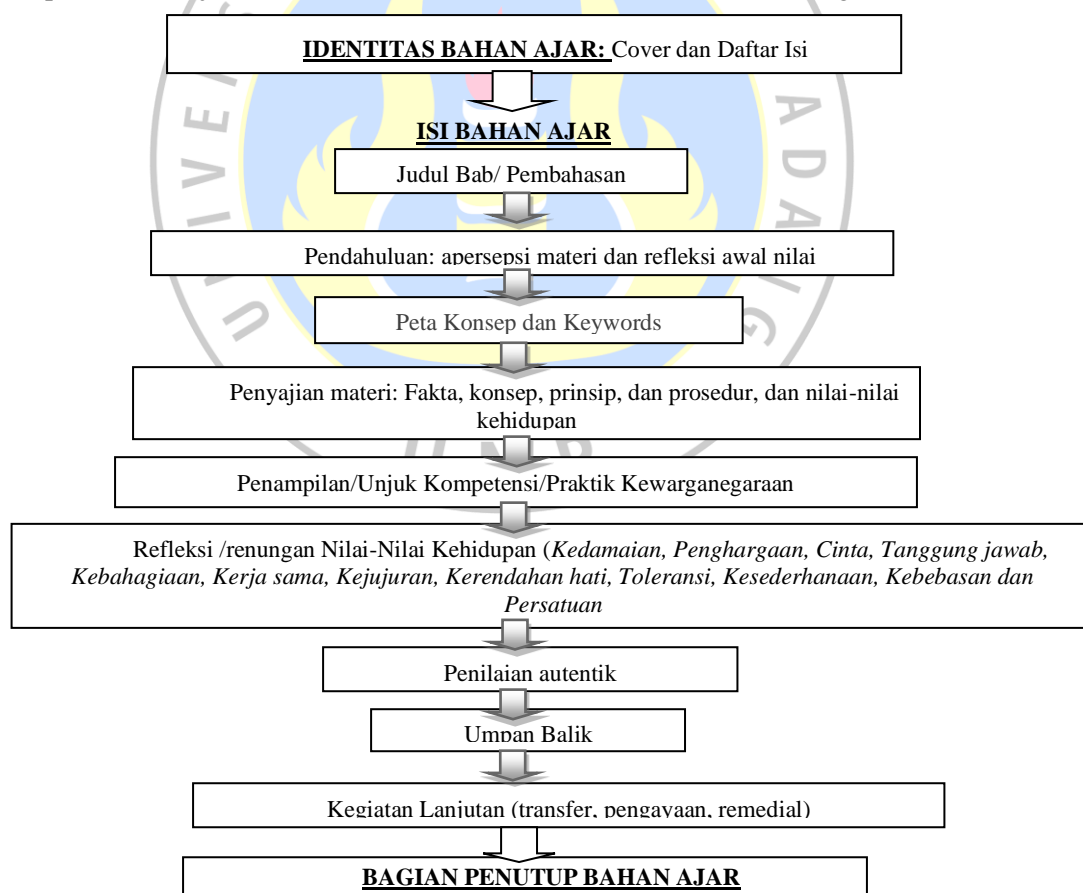 IDENTITAS BAHAN AJAR: Cover dan Daftar Isi
ISI BAHAN AJAR
Judul Bab/ Pembahasan
Pendahuluan: apersepsi materi dan refleksi awal nilai
Peta Konsep dan Keywords
Penyajian materi: Fakta, konsep, prinsip, dan prosedur, dan nilai-nilai
kehidupan
Penampilan/Unjuk Kompetensi/Praktik Kewarganegaraan
Refleksi /renungan Nilai-Nilai Kehidupan (Kedamaian, Penghargaan, Cinta, Tanggung jawab,
Kebahagiaan, Kerja sama, Kejujuran, Kerendahan hati, Toleransi, Kesederhanaan, Kebebasan dan
Persatuan
Penilaian autentik
Umpan Balik
Kegiatan Lanjutan (transfer, pengayaan, remedial)
BAGIAN PENUTUP BAHAN AJAR